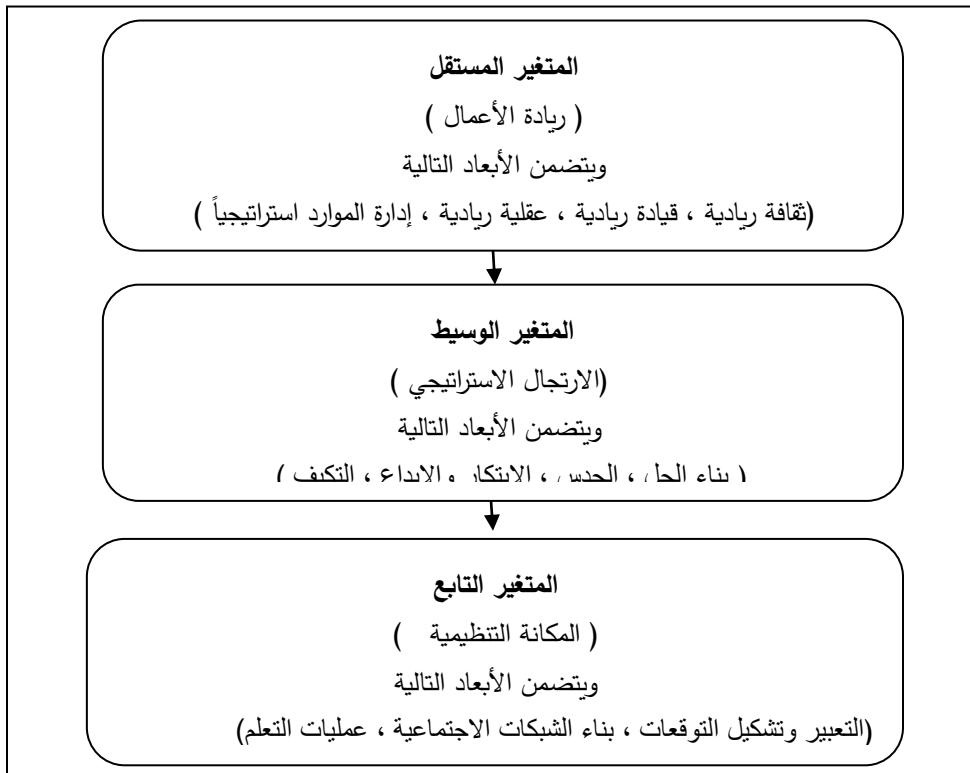 المتغير المستقل
( ريادة الأعمال )
ويتضمن الأبعاد التالية
(ثقافة ريادية ، قيادة ريادية ، عقلية ريادية ، إدارة الموارد استراتيجياً )
المتغير الوسيط
(الارتجال الاستراتيجي )
ويتضمن الأبعاد التالية
( بناء الحل ، الحدس ، الابتكار والابداع ، التكيف )
المتغير التابع
( المكانة التنظيمية )
ويتضمن الأبعاد التالية
(التعبير وتشكيل التوقعات ، بناء الشبكات الاجتماعية ، عمليات التعلم)